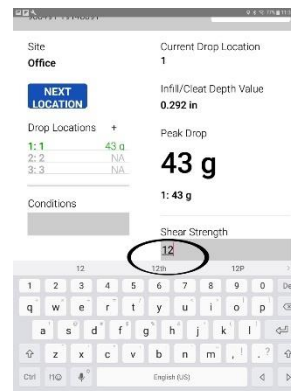 Site
Office
Current Drop Location
1
NEXT
LOCATION
Infill/Cleat Depth Value
0.292 in
Drop Locations +
1: 1 43 g
2: 2 NA
3: 3 NA
Peak Drop
43 g
1: 43 g
Conditions
Shear Strength
12
12 12th 12P
1 2 3 4 5 6 7 8 9 0 Del
q w e r t y u i o p
a s d f g h j k l
z x c v b n m , ! . ?
Ctrl !1☺ English (US)